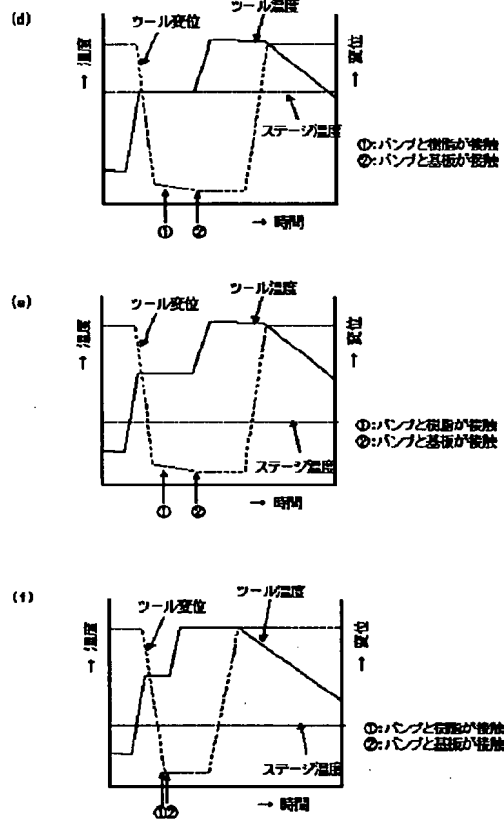 (d)
ツール変位
ツール温度
→ 温度
→ 変位
ステージ温度
①:バンプと樹脂が接触
②:バンプと基板が接触
① ②
→ 時間
(e)
ツール変位
ツール温度
→ 温度
→ 変位
①:バンプと樹脂が接触
②:バンプと基板が接触
ステージ温度
① ②
→ 時間
(f)
ツール変位
ツール温度
→ 温度
→ 変位
①:バンプと樹脂が接触
②:バンプと基板が接触
ステージ温度
①②
→ 時間